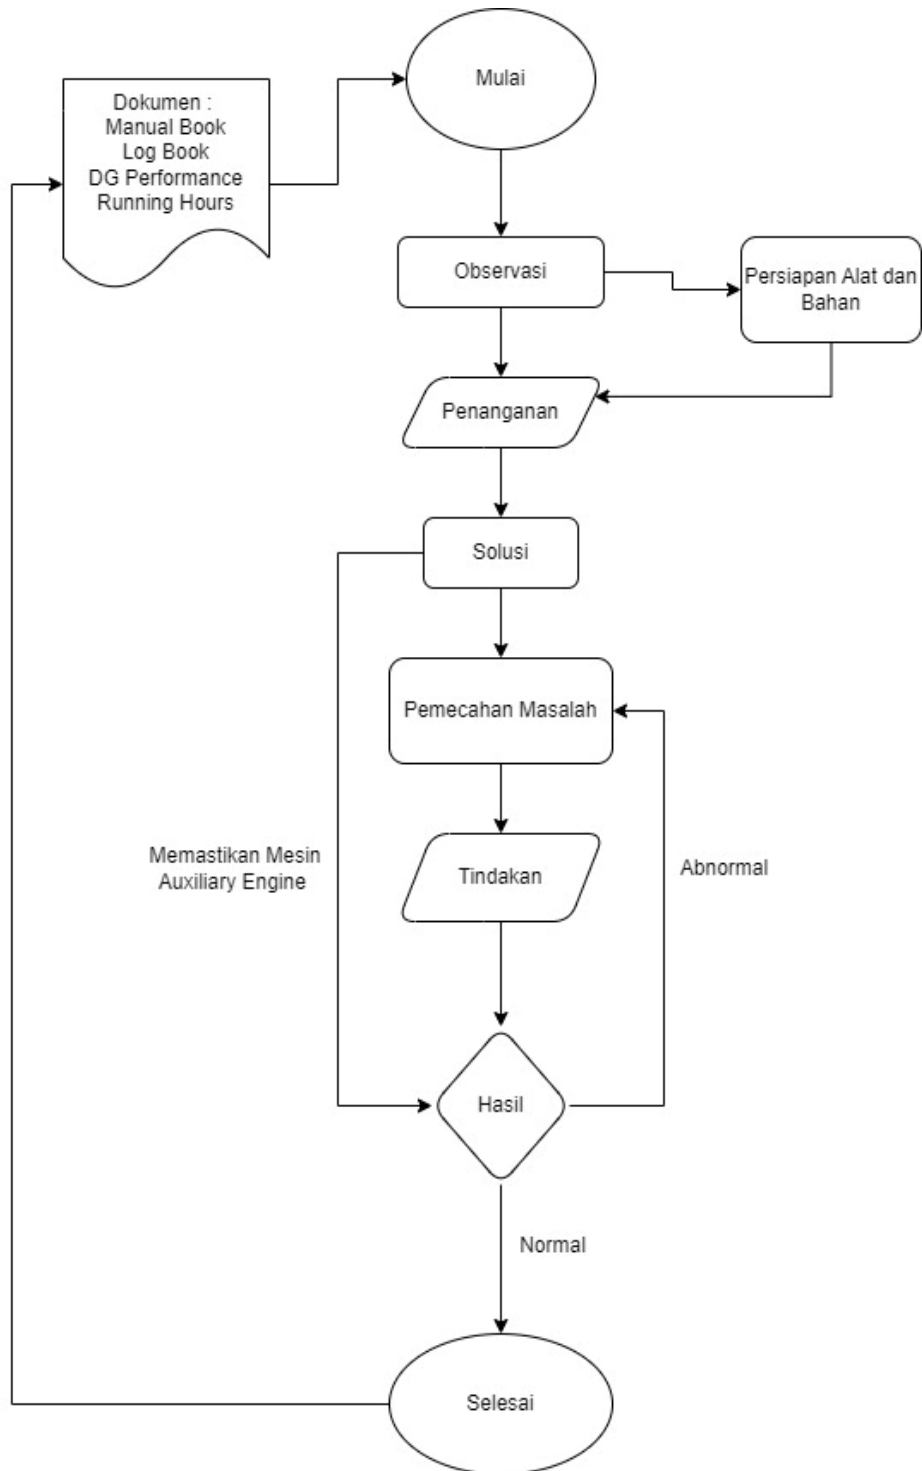 Mulai
Dokumen :
Manual Book
Log Book
DG Performance
Running Hours
Observasi
Persiapan Alat dan
Bahan
Penanganan
Solusi
Pemecahan Masalah
Memastikan Mesin
Auxiliary Engine
Tindakan
Abnormal
Hasil
Normal
Selesai